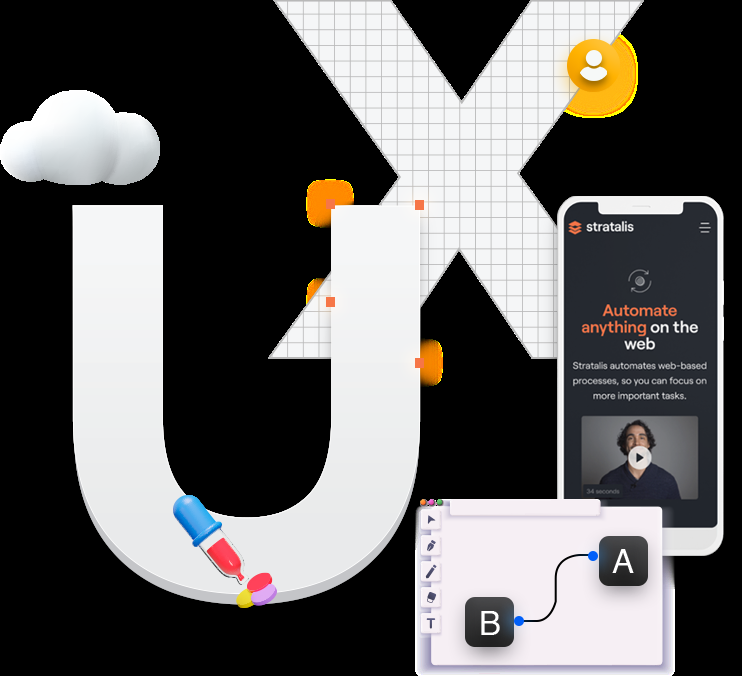 UX
stratalis
Automate
anything on the
web
Stratalis automates web-based
processes, so you can focus on
more important tasks.
34 seconds
T
A
B